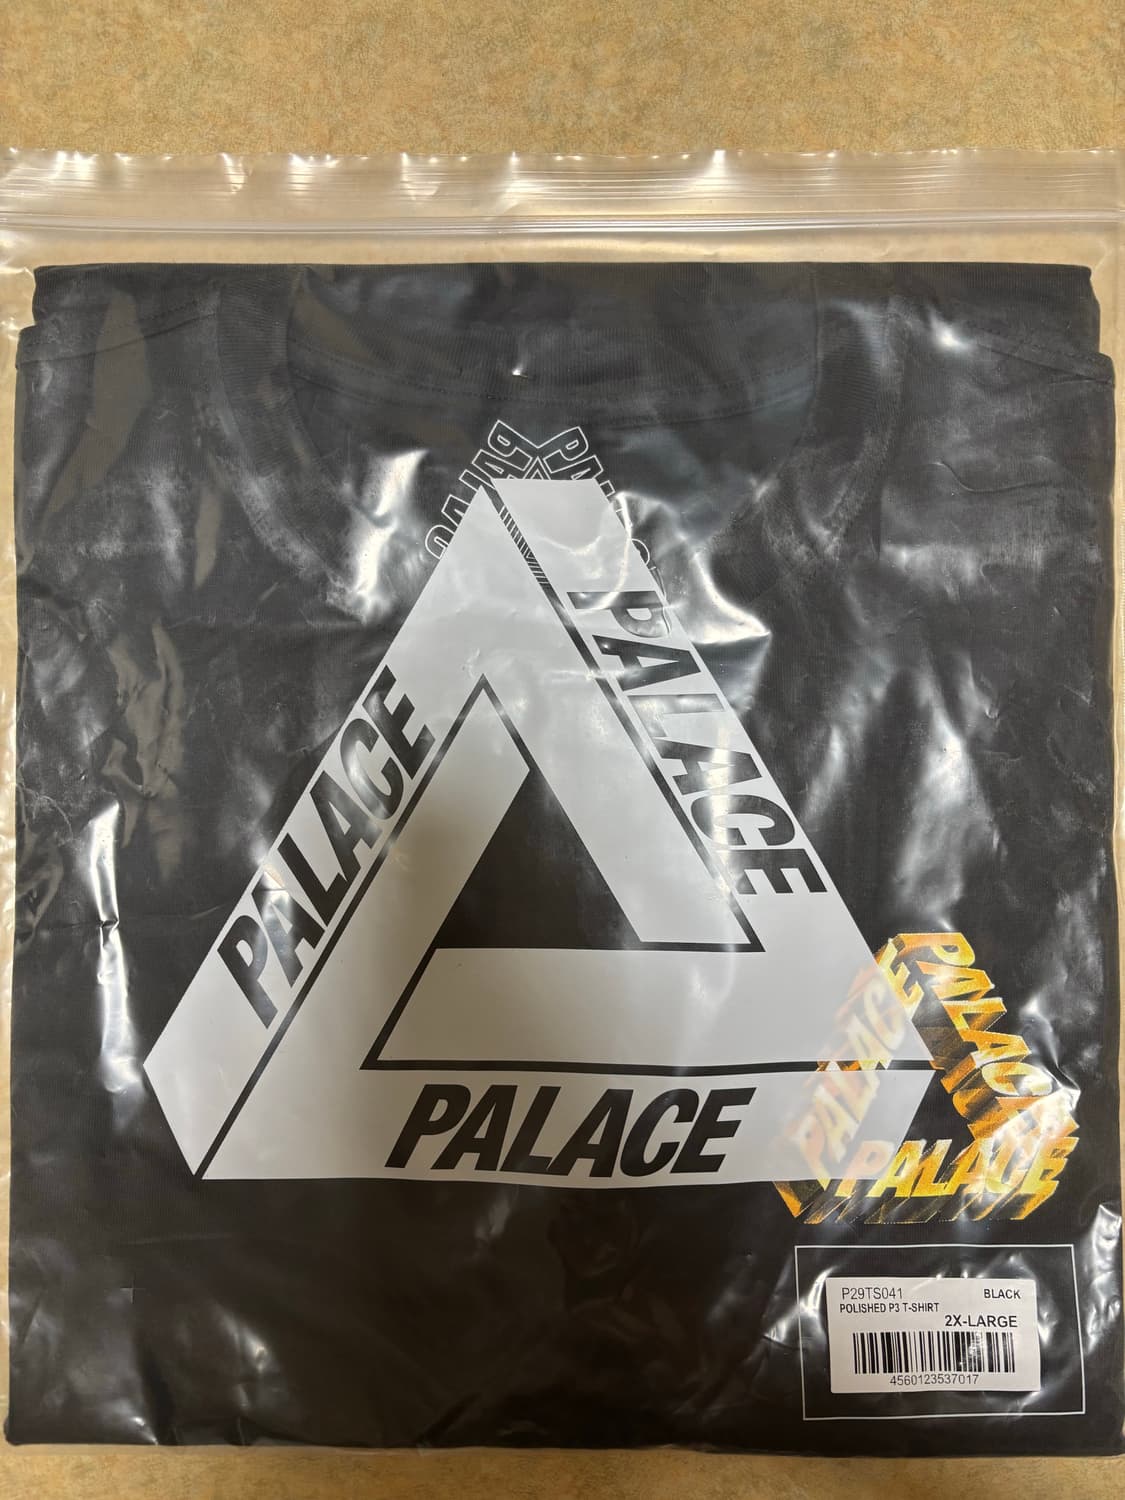 PALACE
PALACE
PALACE
PALACE
PALACE
PALACE
P29TS041 BLACK
POLISHED P3 T-SHIRT
2X-LARGE
4560123537017